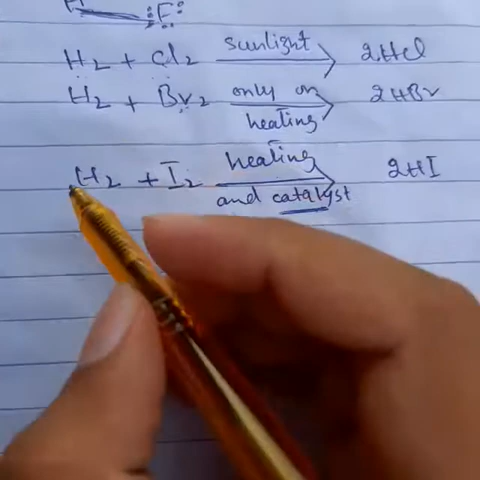 H :F:
H₂ + Cl₂ sunlight → 2HCl
H₂ + Br₂ only on heating → 2HBr
H₂ + I₂ heating and catalyst → 2HI